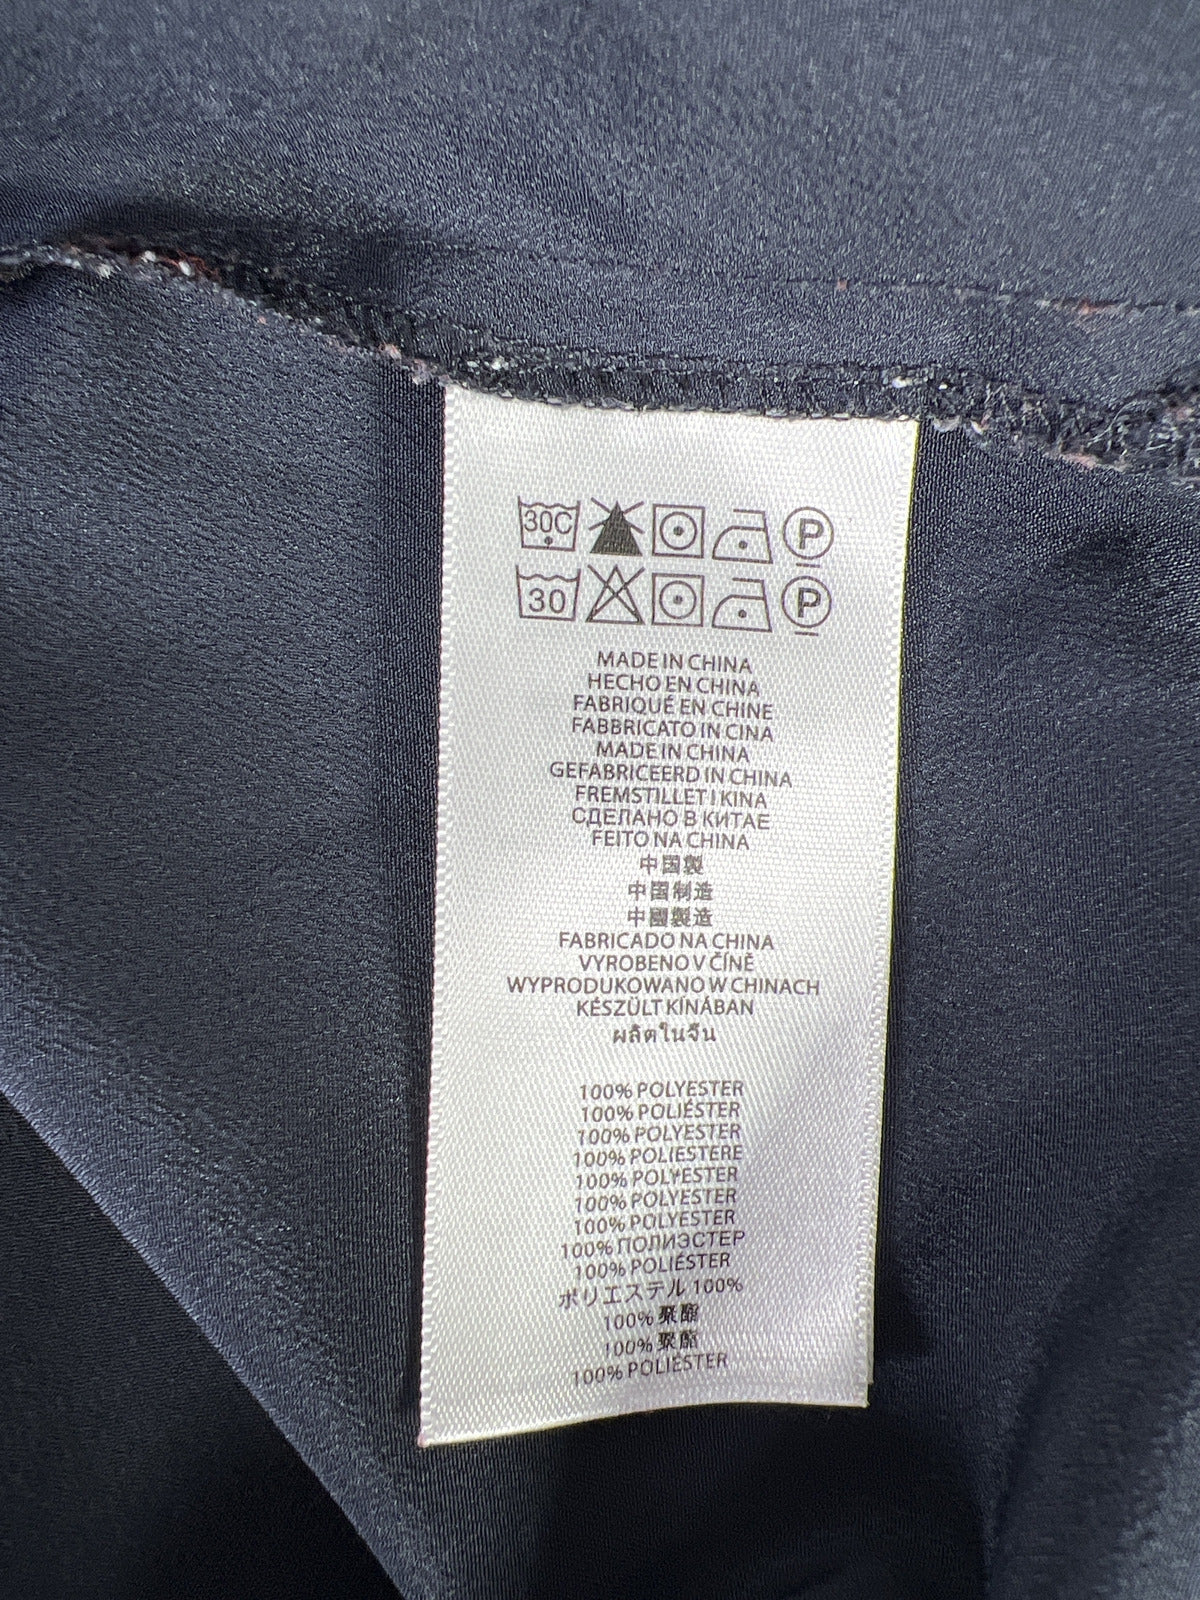 30C P
30 P
MADE IN CHINA
HECHO EN CHINA
FABRIQUÉ EN CHINE
FABBRICATO IN CINA
MADE IN CHINA
GEFABRICEERD IN CHINA
FREMSTILLET I KINA
СДЕЛАНО В КИТАЕ
FEITO NA CHINA
中国製
中国制造
中國製造
FABRICADO NA CHINA
VYROBENO V ČÍNĚ
WYPRODUKOWANO W CHINACH
KÉSZÜLT KÍNÁBAN
ผลิตในจีน
100% POLYESTER
100% POLIÉSTER
100% POLYESTER
100% POLIESTERE
100% POLYESTER
100% POLYESTER
100% POLYESTER
100% ПОЛИЭСТЕР
100% POLIÉSTER
ポリエステル 100%
100% 聚酯
100% 聚酯
100% POLIÉSTER